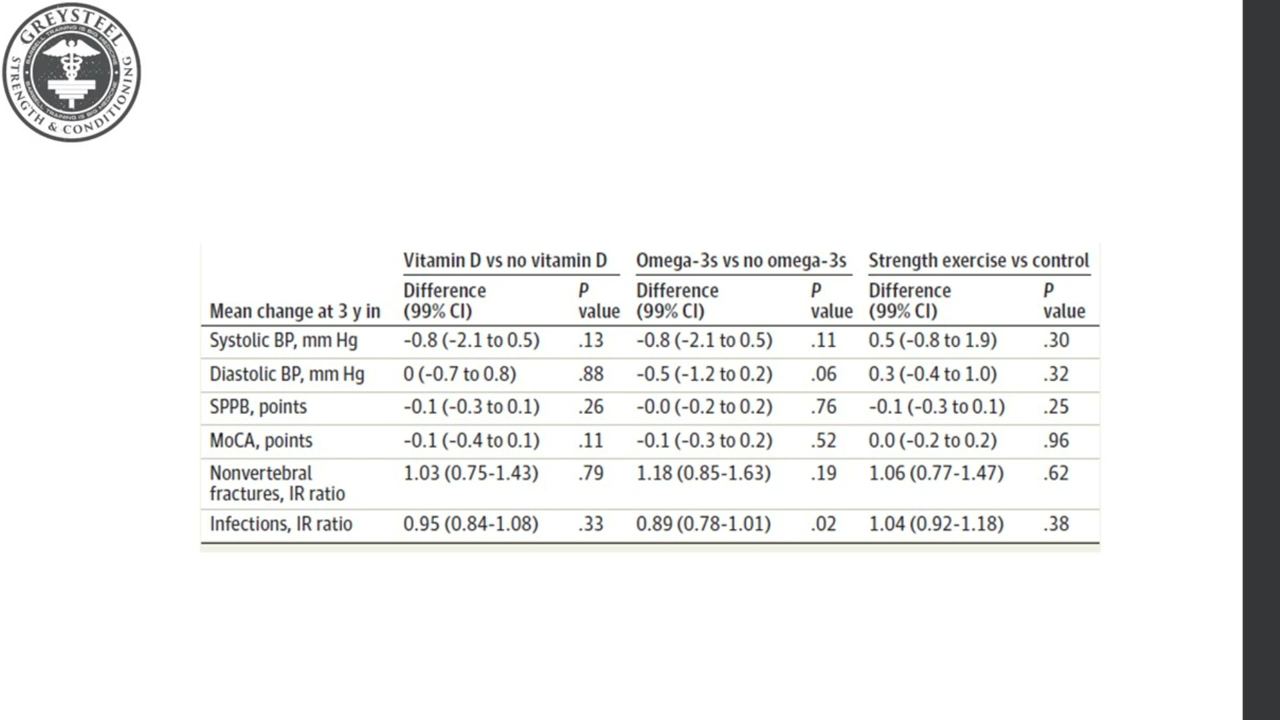 GREYSTEEL
STRENGTH & CONDITIONING
BARBELL TRAINING IS BIG MEDICINE
BARBELL TRAINING IS BIG MEDICINE
Vitamin D vs no vitamin D Omega-3s vs no omega-3s Strength exercise vs control
Difference P Difference P Difference P
Mean change at 3 y in (99% CI) value (99% CI) value (99% CI) value
Systolic BP, mm Hg -0.8 (-2.1 to 0.5) .13 -0.8 (-2.1 to 0.5) .11 0.5 (-0.8 to 1.9) .30
Diastolic BP, mm Hg 0 (-0.7 to 0.8) .88 -0.5 (-1.2 to 0.2) .06 0.3 (-0.4 to 1.0) .32
SPPB, points -0.1 (-0.3 to 0.1) .26 -0.0 (-0.2 to 0.2) .76 -0.1 (-0.3 to 0.1) .25
MoCA, points -0.1 (-0.4 to 0.1) .11 -0.1 (-0.3 to 0.2) .52 0.0 (-0.2 to 0.2) .96
Nonvertebral 1.03 (0.75-1.43) .79 1.18 (0.85-1.63) .19 1.06 (0.77-1.47) .62
fractures, IR ratio
Infections, IR ratio 0.95 (0.84-1.08) .33 0.89 (0.78-1.01) .02 1.04 (0.92-1.18) .38